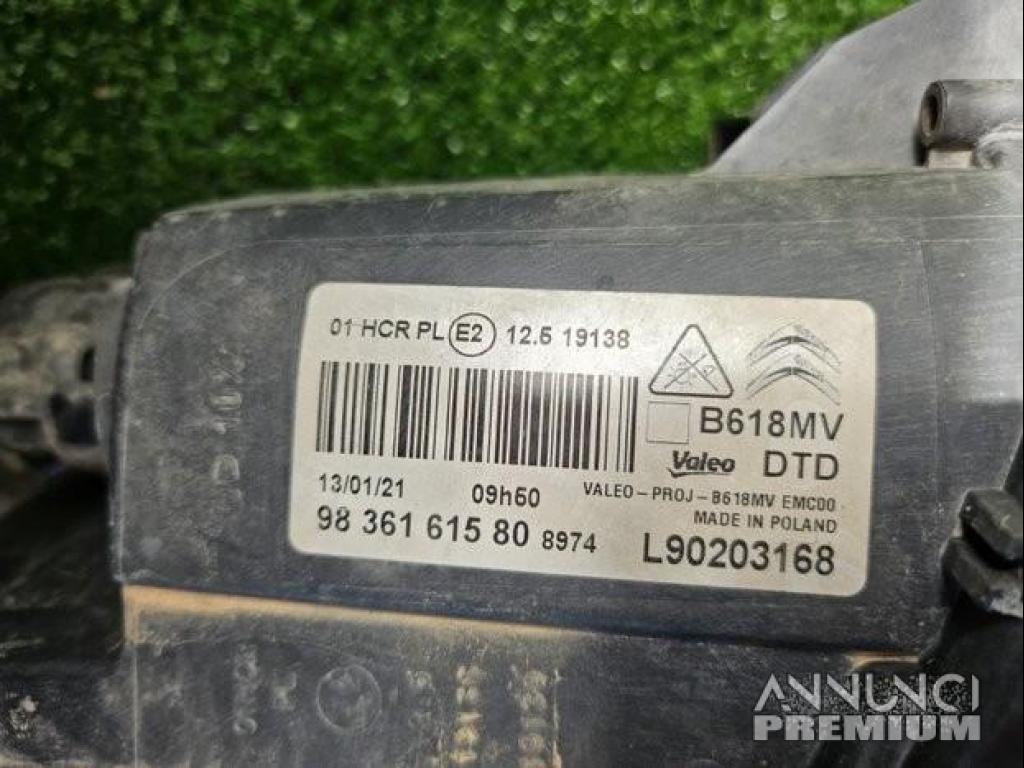 01 HCR PL E2 12.5 19138
B618MV
Valeo DTD
13/01/21 09h50 VALEO-PROJ-B618MV EMC00
MADE IN POLAND
98 361 615 80 8974 L90203168
ANNUNCI
PREMIUM